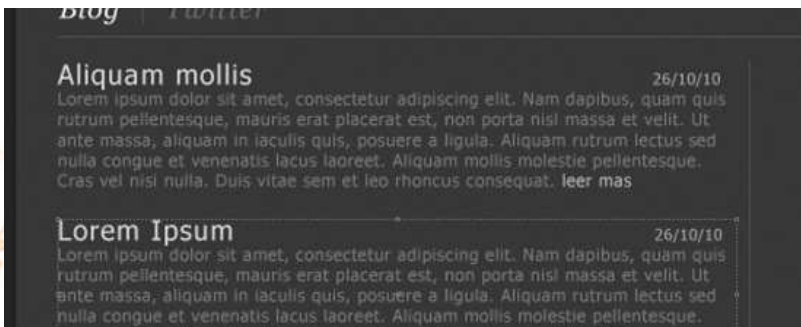 Blog | Twitter
Aliquam mollis 26/10/10
Lorem ipsum dolor sit amet, consectetur adipiscing elit. Nam dapibus, quam quis
rutrum pellentesque, mauris erat placerat est, non porta nisl massa et velit. Ut
ante massa, aliquam in iaculis quis, posuere a ligula. Aliquam rutrum lectus sed
nulla congue et venenatis lacus laoreet. Aliquam mollis molestie pellentesque.
Cras vel nisi nulla. Duis vitae sem et leo rhoncus consequat. leer mas
Lorem Ipsum 26/10/10
Lorem ipsum dolor sit amet, consectetur adipiscing elit. Nam dapibus, quam quis
rutrum pellentesque, mauris erat placerat est, non porta nisl massa et velit. Ut
ante massa, aliquam in iaculis quis, posuere a ligula. Aliquam rutrum lectus sed
nulla congue et venenatis lacus laoreet. Aliquam mollis molestie pellentesque.